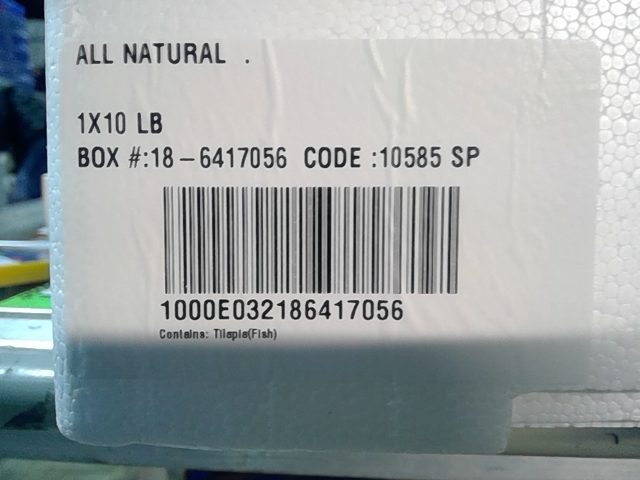 ALL NATURAL .
1X10 LB
BOX #:18-6417056 CODE :10585 SP
1000E032186417056
Contains: Tilapia(Fish)